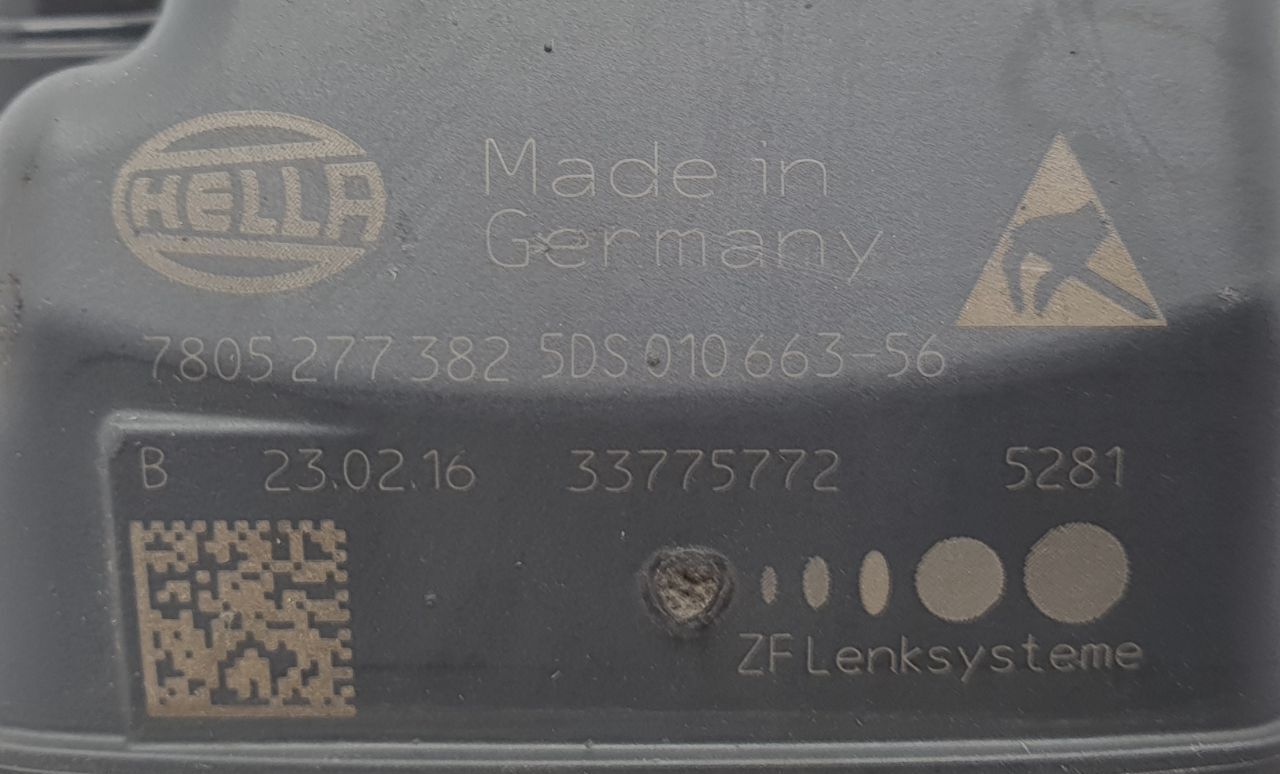 HELLA
Made in
Germany
7805 277 382 5DS 010 663-56
B 23.02.16 33775772 5281
ZF Lenksysteme